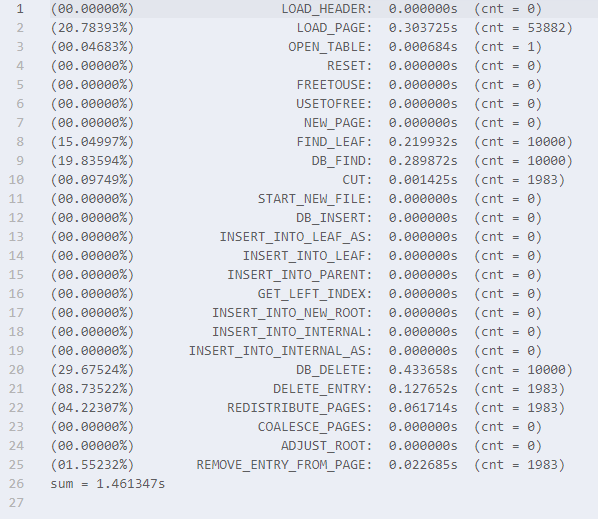 1 (00.00000%) LOAD_HEADER: 0.000000s (cnt = 0)
2 (20.78393%) LOAD_PAGE: 0.303725s (cnt = 53882)
3 (00.04683%) OPEN_TABLE: 0.000684s (cnt = 1)
4 (00.00000%) RESET: 0.000000s (cnt = 0)
5 (00.00000%) FREETOUSE: 0.000000s (cnt = 0)
6 (00.00000%) USETOFREE: 0.000000s (cnt = 0)
7 (00.00000%) NEW_PAGE: 0.000000s (cnt = 0)
8 (15.04997%) FIND_LEAF: 0.219932s (cnt = 10000)
9 (19.83594%) DB_FIND: 0.289872s (cnt = 10000)
10 (00.09749%) CUT: 0.001425s (cnt = 1983)
11 (00.00000%) START_NEW_FILE: 0.000000s (cnt = 0)
12 (00.00000%) DB_INSERT: 0.000000s (cnt = 0)
13 (00.00000%) INSERT_INTO_LEAF_AS: 0.000000s (cnt = 0)
14 (00.00000%) INSERT_INTO_LEAF: 0.000000s (cnt = 0)
15 (00.00000%) INSERT_INTO_PARENT: 0.000000s (cnt = 0)
16 (00.00000%) GET_LEFT_INDEX: 0.000000s (cnt = 0)
17 (00.00000%) INSERT_INTO_NEW_ROOT: 0.000000s (cnt = 0)
18 (00.00000%) INSERT_INTO_INTERNAL: 0.000000s (cnt = 0)
19 (00.00000%) INSERT_INTO_INTERNAL_AS: 0.000000s (cnt = 0)
20 (29.67524%) DB_DELETE: 0.433658s (cnt = 10000)
21 (08.73522%) DELETE_ENTRY: 0.127652s (cnt = 1983)
22 (04.22307%) REDISTRIBUTE_PAGES: 0.061714s (cnt = 1983)
23 (00.00000%) COALESCE_PAGES: 0.000000s (cnt = 0)
24 (00.00000%) ADJUST_ROOT: 0.000000s (cnt = 0)
25 (01.55232%) REMOVE_ENTRY_FROM_PAGE: 0.022685s (cnt = 1983)
26 sum = 1.461347s
27